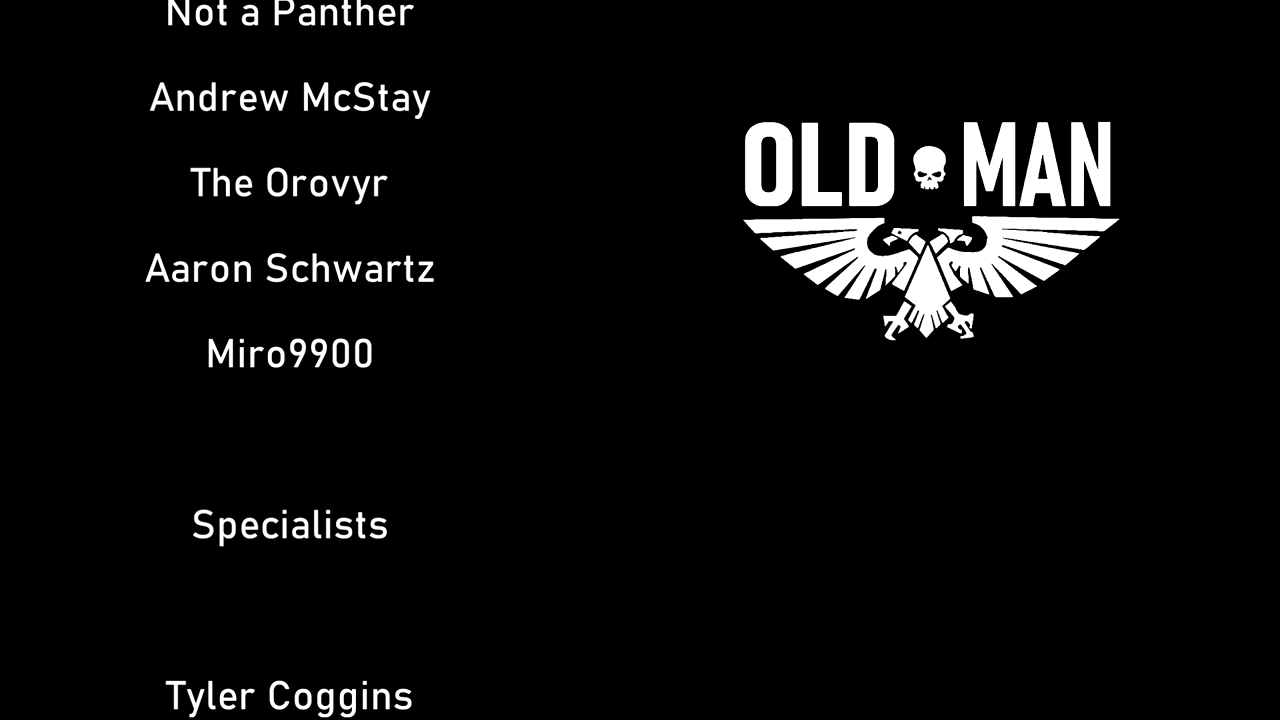 Not a Panther
Andrew McStay
The Orovyr
Aaron Schwartz
Miro9900
Specialists
Tyler Coggins
OLD MAN